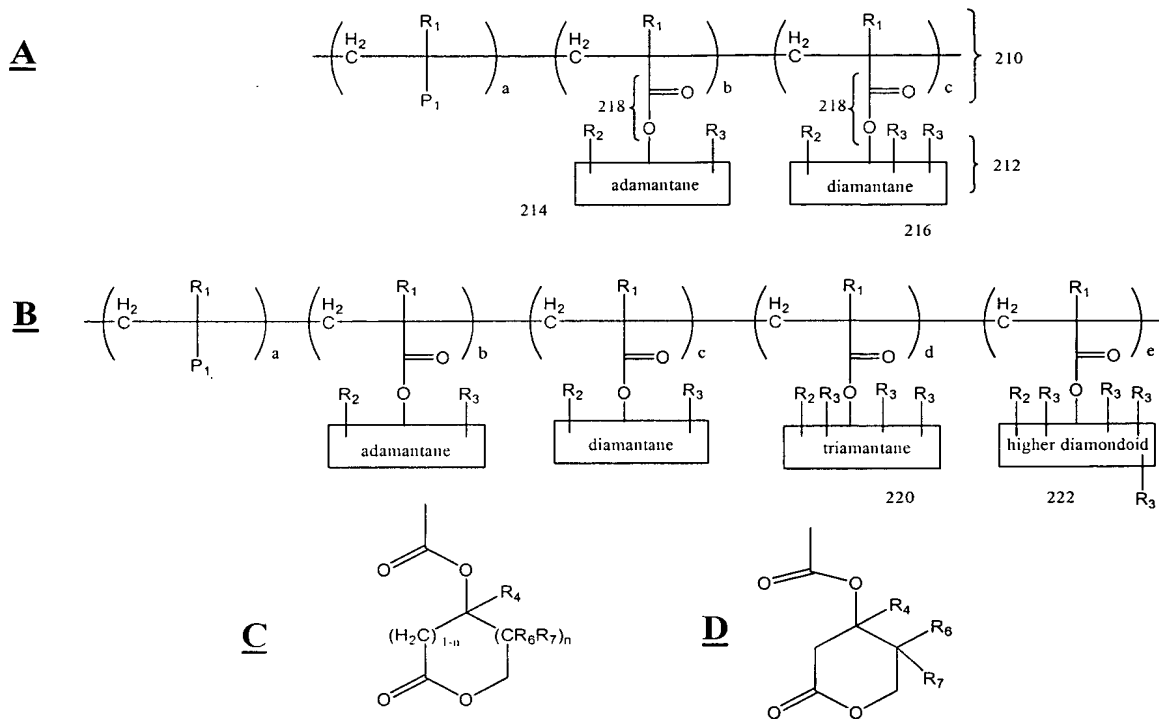 A
H2
C
R1
P1
a
H2
C
R1
218
O
O
b
R2
R3
adamantane
214
H2
C
R1
218
O
O
c
R2
R3
R3
diamantane
216
210
212
B
H2
C
R1
P1
a
H2
C
R1
O
O
b
R2
R3
adamantane
H2
C
R1
O
O
c
R2
R3
diamantane
H2
C
R1
O
O
d
R2
R3
R3
R3
triamantane
220
H2
C
R1
O
O
e
R2
R3
R3
R3
higher diamondoid
R3
222
C
O
O
R4
(H2C)1-n
(CR6R7)n
O
O
D
O
O
R4
R6
R7
O
O